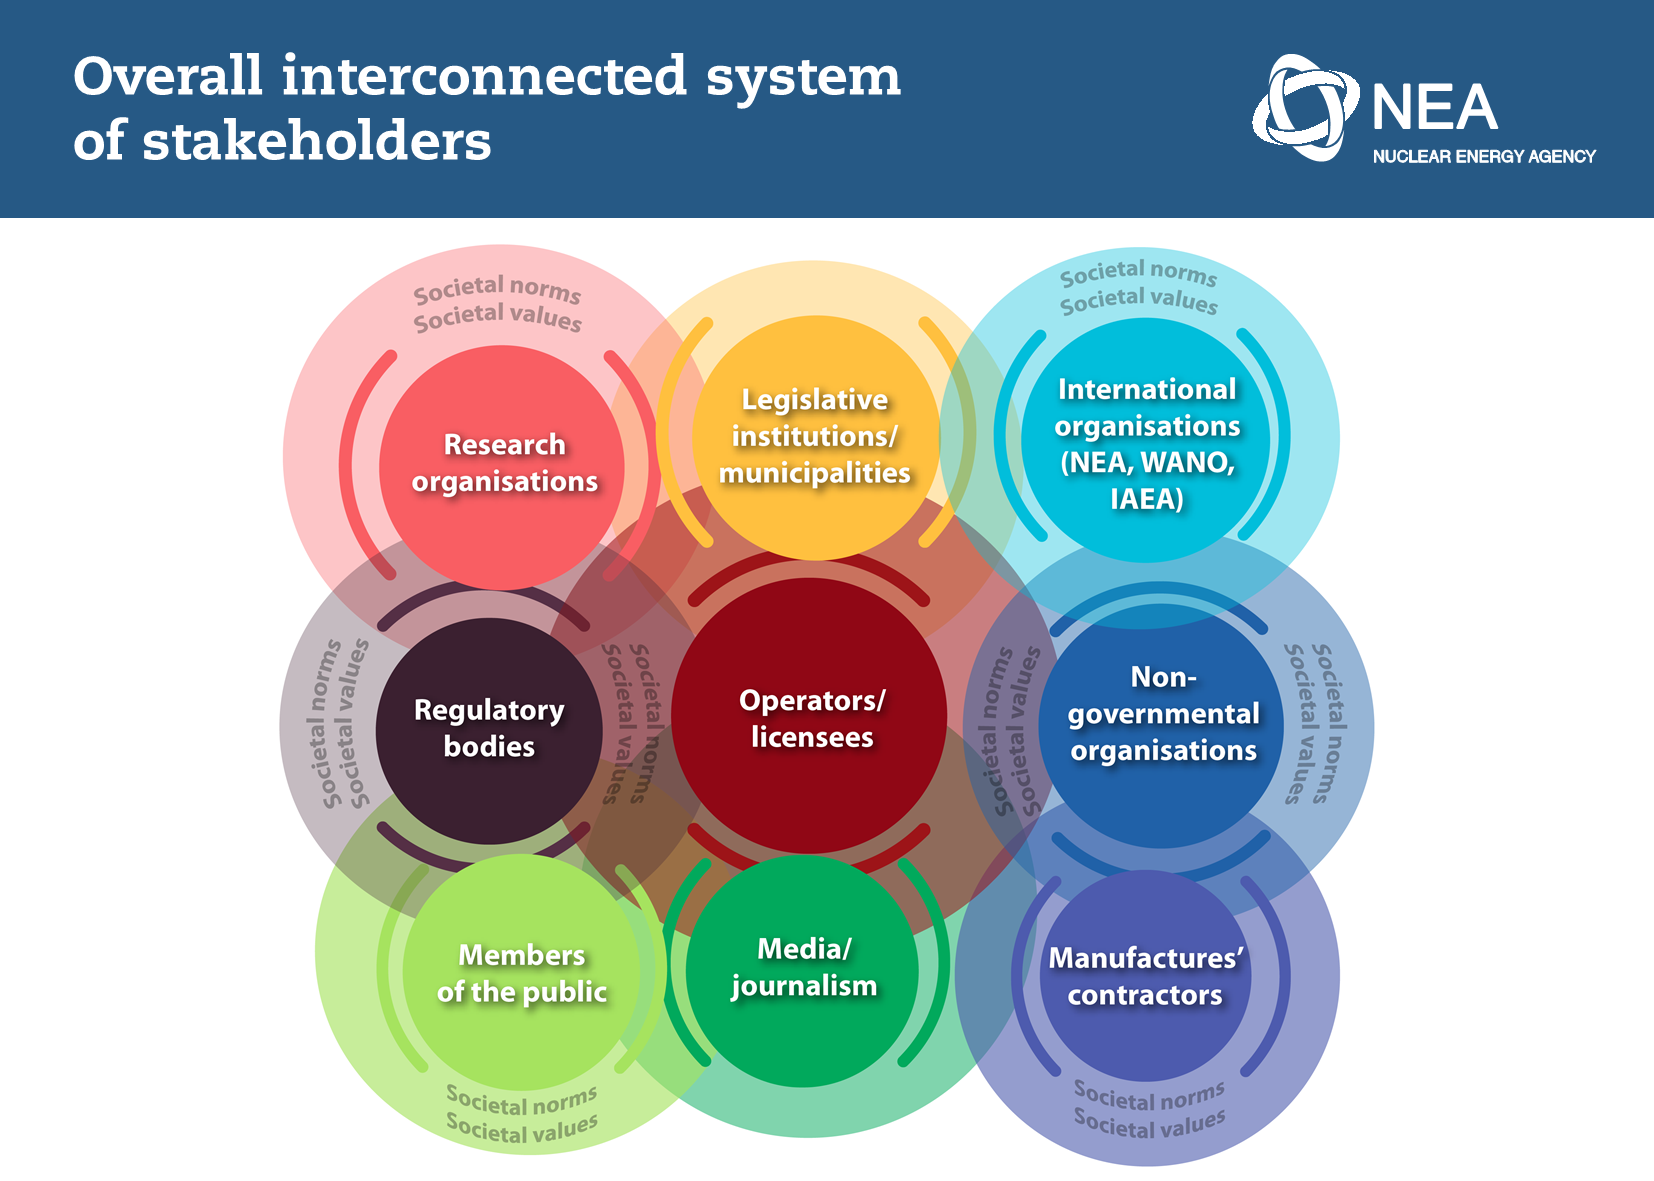 Overall interconnected system
of stakeholders
NEA
NUCLEAR ENERGY AGENCY
Societal norms
Societal values
Research
organisations
Legislative
institutions/
municipalities
Societal norms
Societal values
International
organisations
(NEA, WANO,
IAEA)
Societal norms
Societal values
Regulatory
bodies
Societal norms
Societal values
Operators/
licensees
Societal norms
Societal values
Non-
governmental
organisations
Societal norms
Societal values
Members
of the public
Societal norms
Societal values
Media/
journalism
Manufactures’
contractors
Societal norms
Societal values